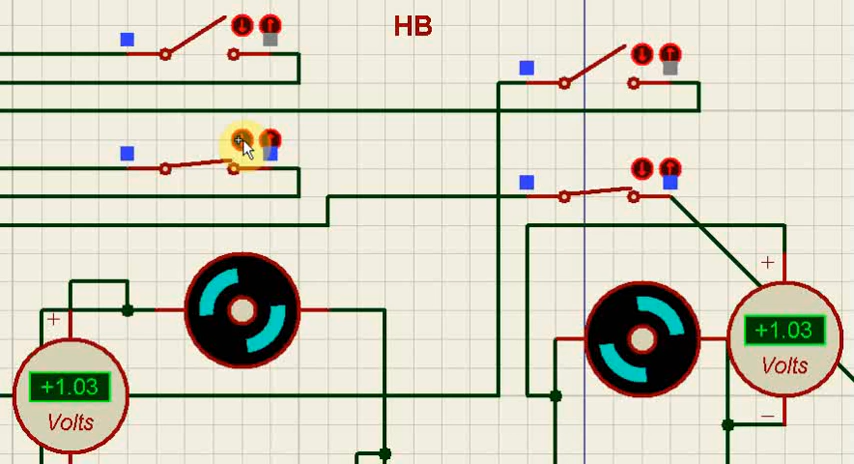 HB
+
+1.03
Volts
+
+1.03
Volts
−